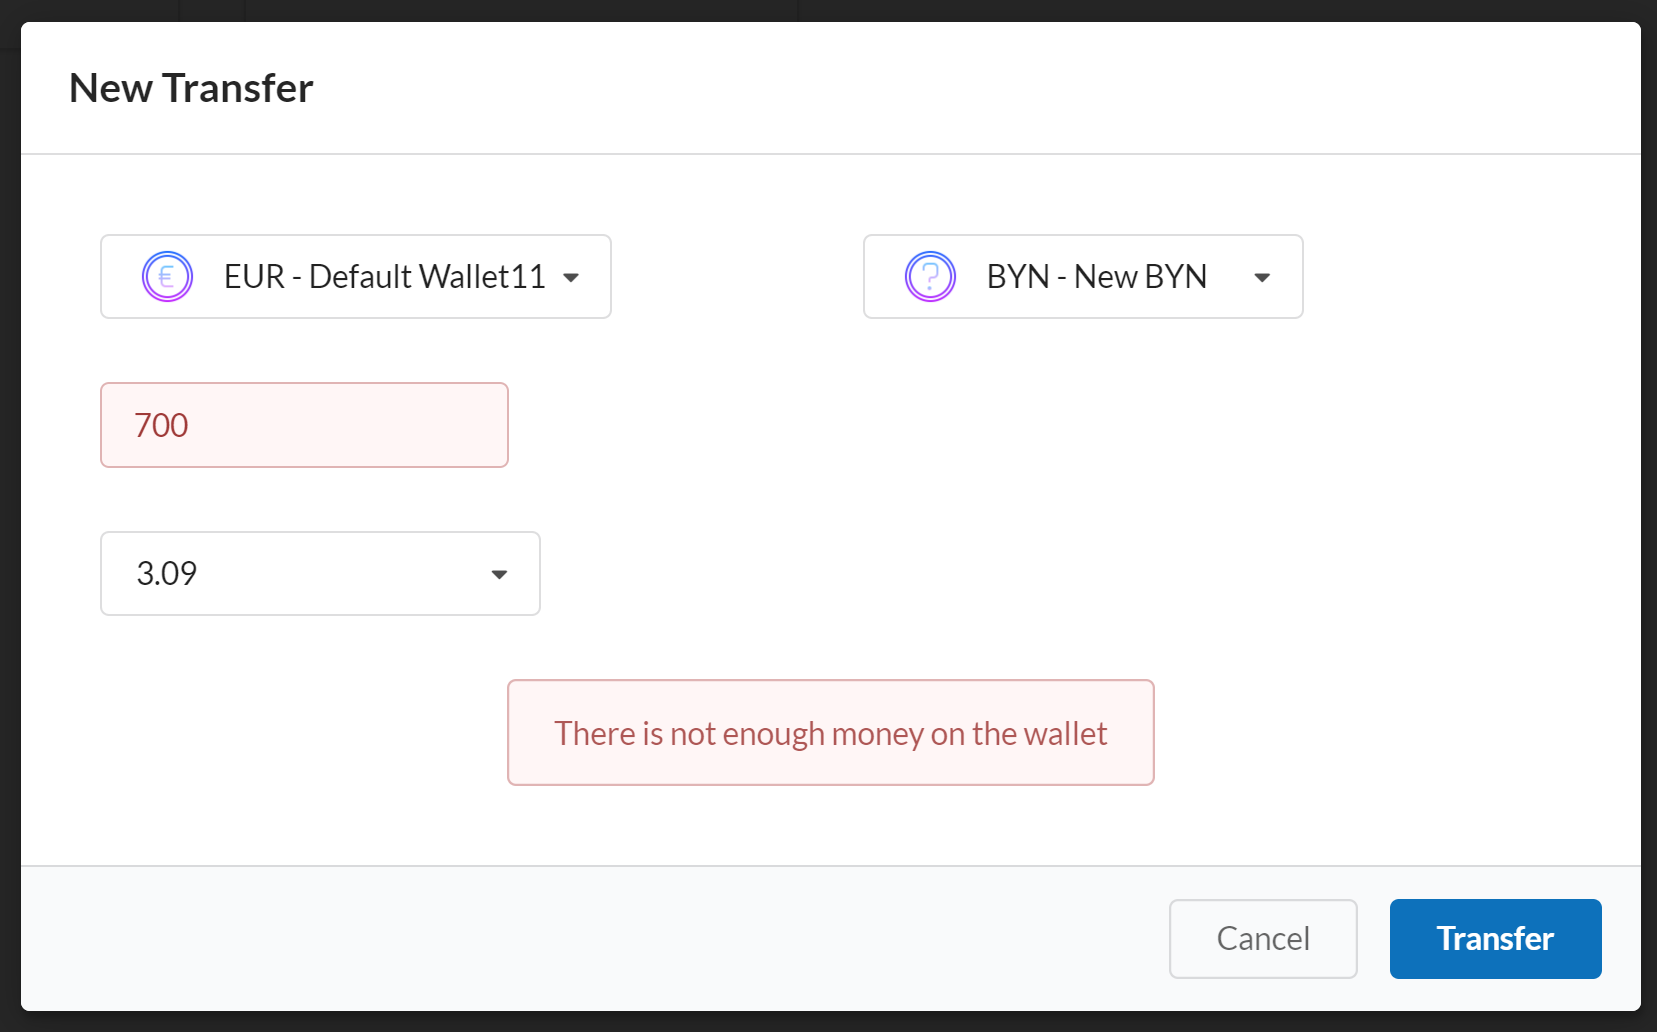 New Transfer
EUR - Default Wallet11
BYN - New BYN
700
3.09
There is not enough money on the wallet
Cancel
Transfer